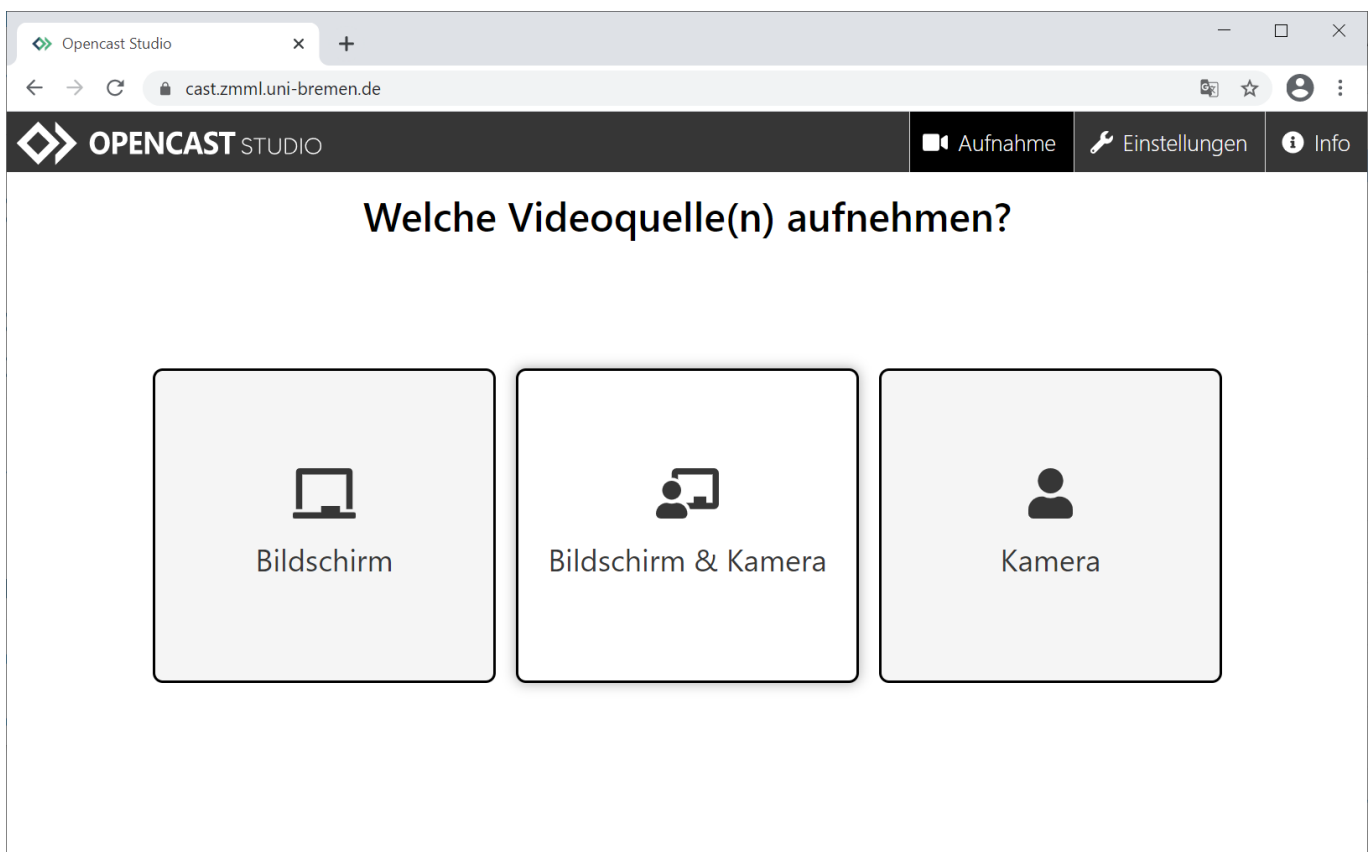 Opencast Studio
cast.zmml.uni-bremen.de
OPENCAST STUDIO
Aufnahme
Einstellungen
Info
Welche Videoquelle(n) aufnehmen?
Bildschirm
Bildschirm & Kamera
Kamera